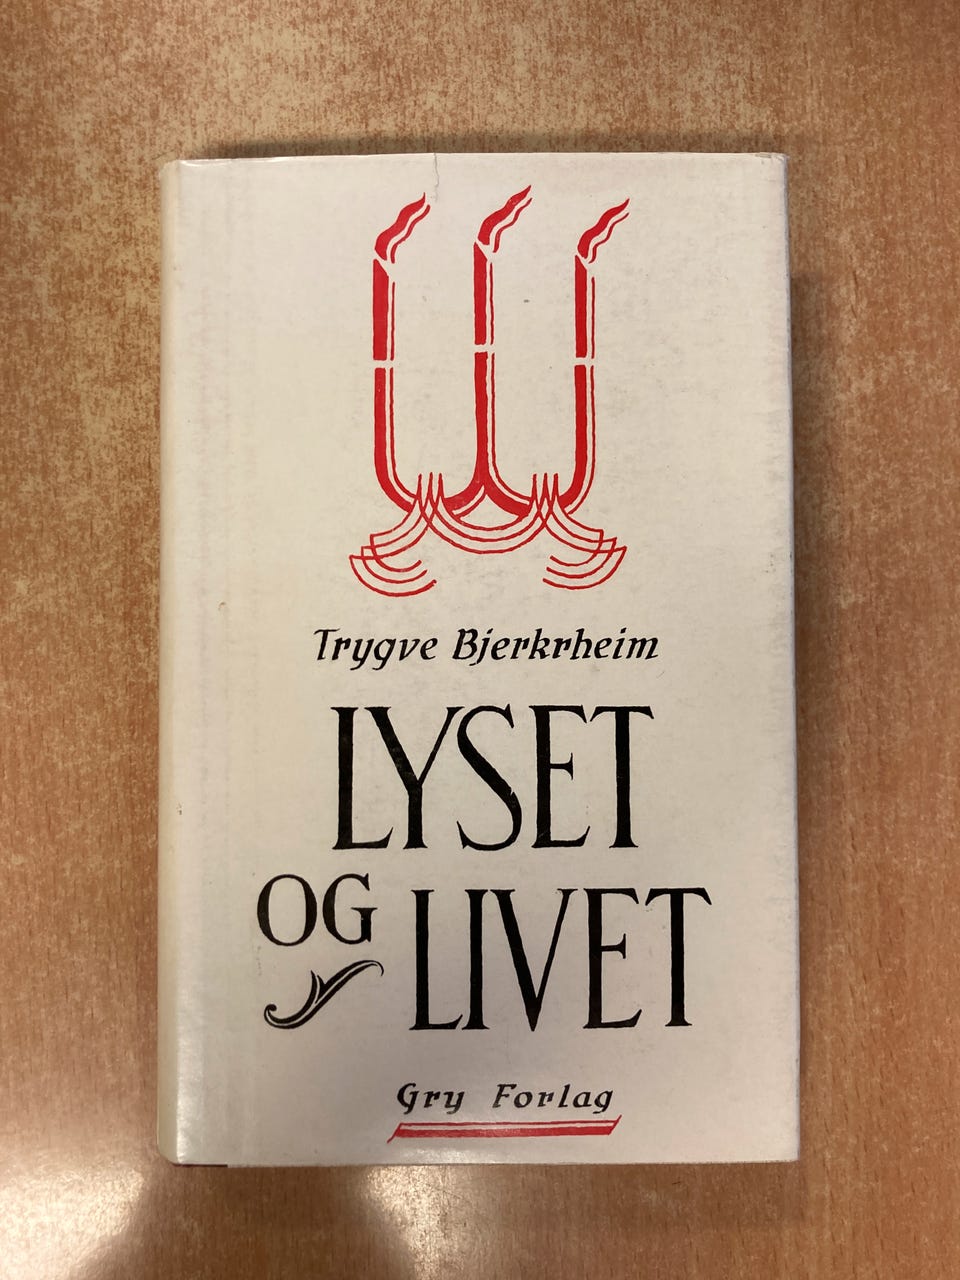 Trygve Bjerkrheim
LYSET
OG LIVET
Gry Forlag